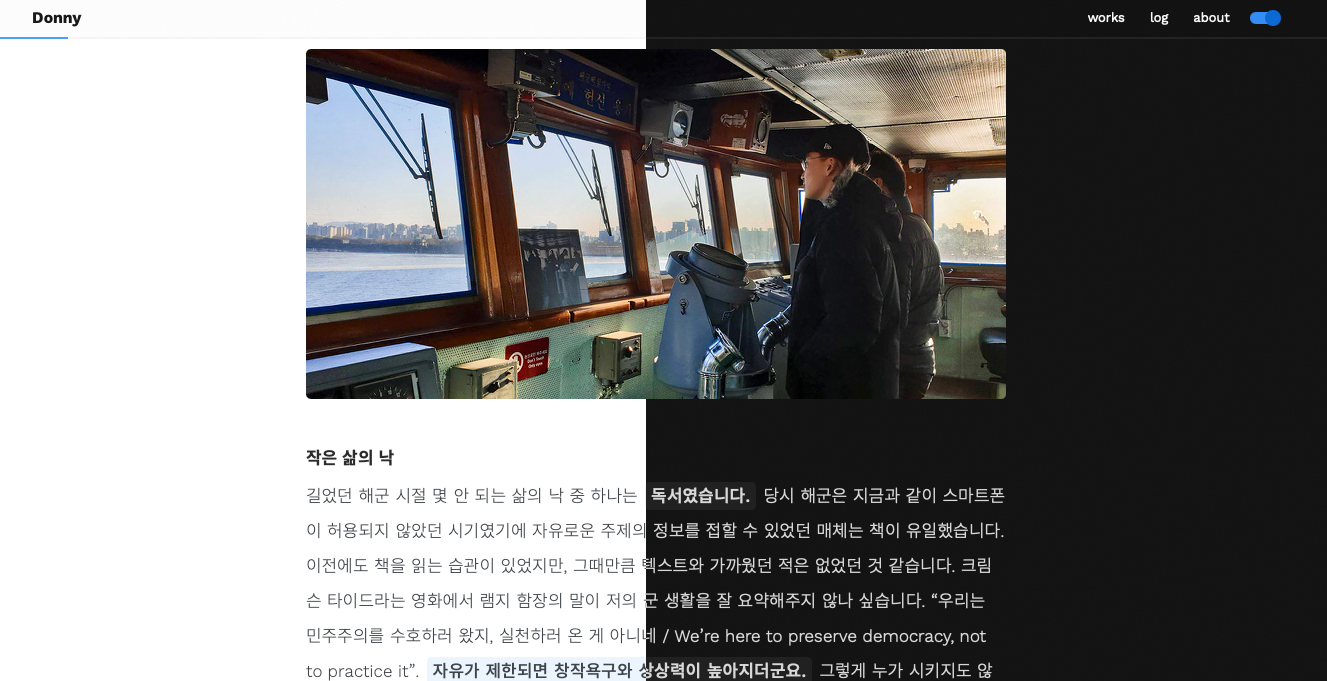 Donny
works log about
에 헌신
작은 삶의 낙
길었던 해군 시절 몇 안 되는 삶의 낙 중 하나는 독서였습니다. 당시 해군은 지금과 같이 스마트폰
이 허용되지 않았던 시기였기에 자유로운 주제의 정보를 접할 수 있었던 매체는 책이 유일했습니다.
이전에도 책을 읽는 습관이 있었지만, 그때만큼 텍스트와 가까웠던 적은 없었던 것 같습니다. 크림
슨 타이드라는 영화에서 램지 함장의 말이 저의 군 생활을 잘 요약해주지 않나 싶습니다. “우리는
민주주의를 수호하러 왔지, 실천하러 온 게 아니네 / We’re here to preserve democracy, not
to practice it”. 자유가 제한되면 창작욕구와 상상력이 높아지더군요. 그렇게 누가 시키지도 않